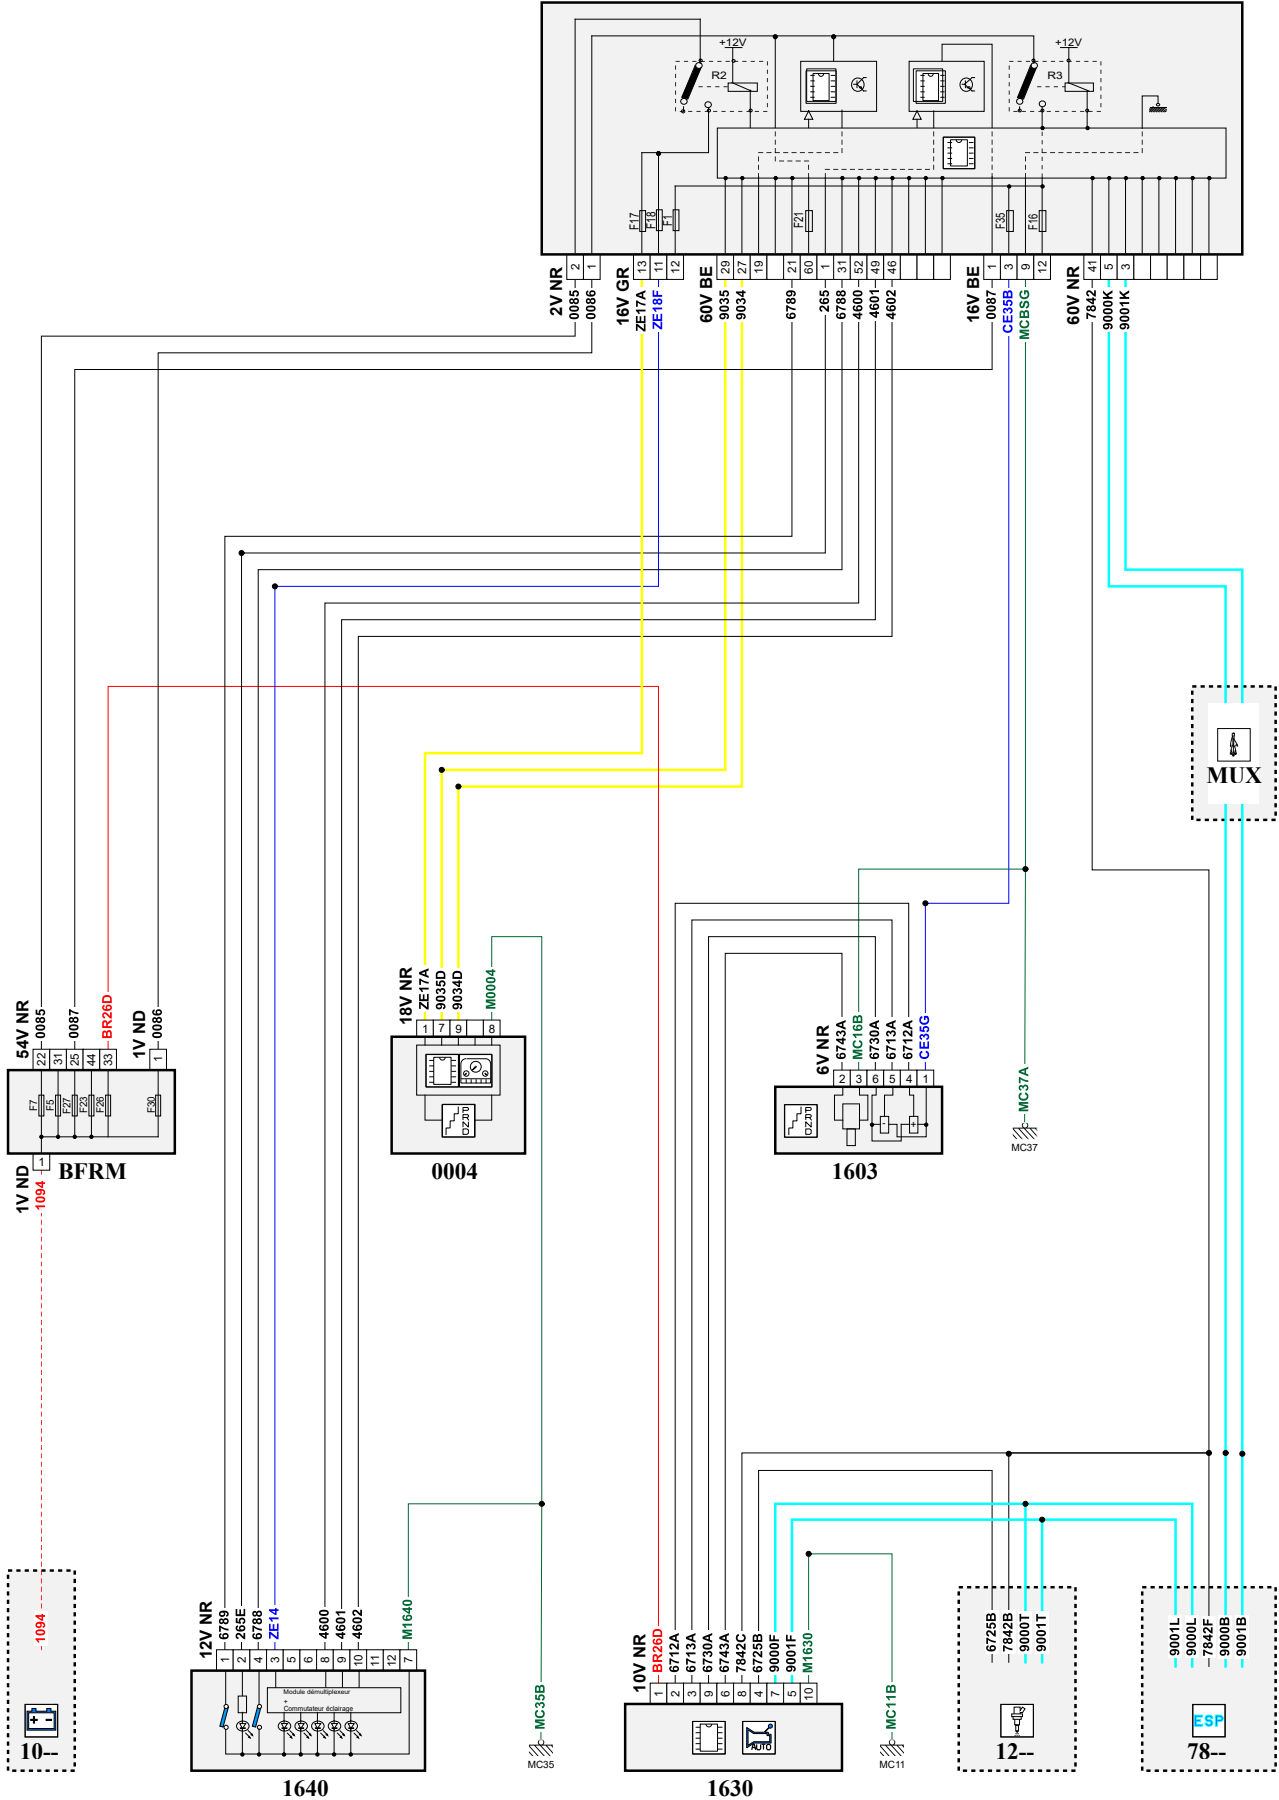 +12V
R2
+12V
R3
F17
F18
F1
F21
F35
F16
2V NR
2
1
0085
0086
16V GR
13
11
12
ZE17A
ZE18F
60V BE
29
27
19
21
60
1
31
52
49
46
9035
9034
6789
265
6788
4600
4601
4602
16V BE
1
3
9
12
0087
CE35B
MCBSG
60V NR
41
5
3
7842
9000K
9001K
MUX
54V NR
0085
0087
BR26D
1V ND
0086
22
31
25
44
33
1
F7
F5
F27
F23
F26
F30
1
BFRM
1V ND
1094
18V NR
ZE17A
9035D
9034D
M0004
1
7
9
8
PRND
0004
6V NR
6743A
MC16B
6730A
6713A
6712A
CE35G
2
3
6
5
4
1
PRND
- +
1603
MC37A
MC37
1094
+ -
10--
12V NR
6789
265E
6788
ZE14
4600
4601
4602
M1640
1
2
4
3
5
6
8
9
10
11
12
7
Module démultiplexeur
+
Commutateur éclairage
1640
MC35B
MC35
10V NR
BR26D
6712A
6713A
6730A
6743A
7842C
6725B
9000F
9001F
M1630
1
2
3
9
6
8
4
7
5
10
AUTO
1630
MC11B
MC11
6725B
7842B
9000T
9001T
12--
9001L
9000L
7842F
9000B
9001B
ESP
78--